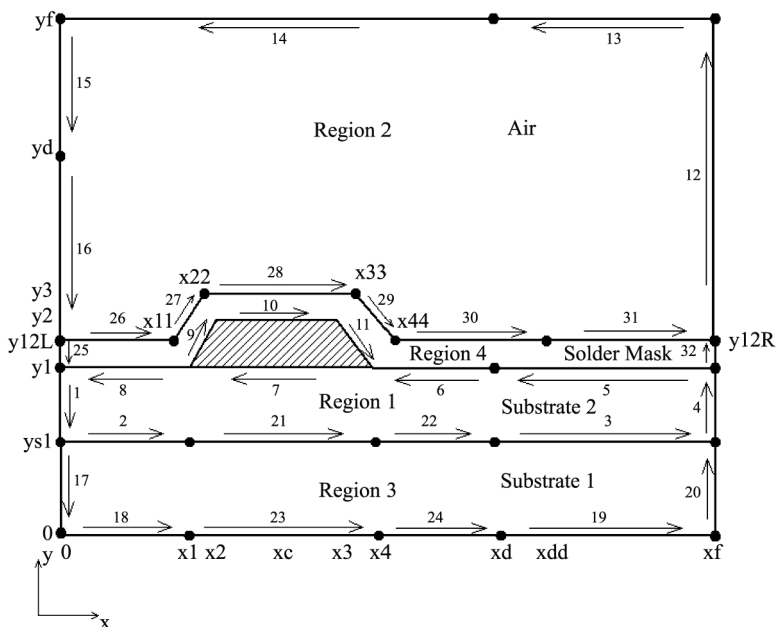 yf
14
13
15
Region 2
Air
yd
12
16
x22
28
x33
y3
27
29
10
y2
26
x11
9
11
x44
30
31
y12L
y12R
25
Region 4
Solder Mask
32
y1
8
7
6
5
1
Region 1
Substrate 2
4
2
21
22
3
ys1
17
Region 3
Substrate 1
20
18
23
24
19
0
y
0
x1
x2
xc
x3
x4
xd
xdd
xf
x